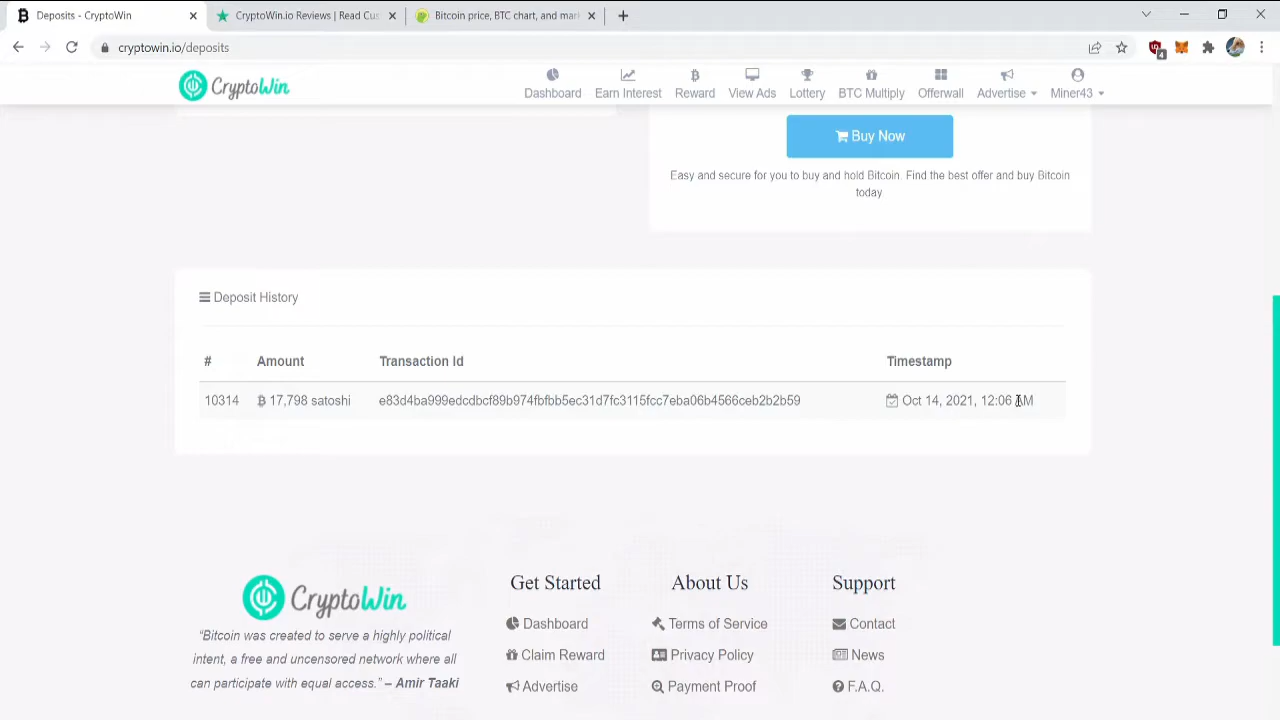 Deposits - CryptoWin
CryptoWin.io Reviews | Read Cus
Bitcoin price, BTC chart, and mar
cryptowin.io/deposits
4
CryptoWin
Dashboard
Earn Interest
Reward
View Ads
Lottery
BTC Multiply
Offerwall
Advertise
Miner43
Buy Now
Easy and secure for you to buy and hold Bitcoin. Find the best offer and buy Bitcoin
today
Deposit History
# Amount Transaction Id Timestamp
10314 17,798 satoshi e83d4ba999edcdbcf89b974fbfbb5ec31d7fc3115fcc7eba06b4566ceb2b2b59 Oct 14, 2021, 12:06 AM
CryptoWin
"Bitcoin was created to serve a highly political
intent, a free and uncensored network where all
can participate with equal access." – Amir Taaki
Get Started
Dashboard
Claim Reward
Advertise
About Us
Terms of Service
Privacy Policy
Payment Proof
Support
Contact
News
F.A.Q.